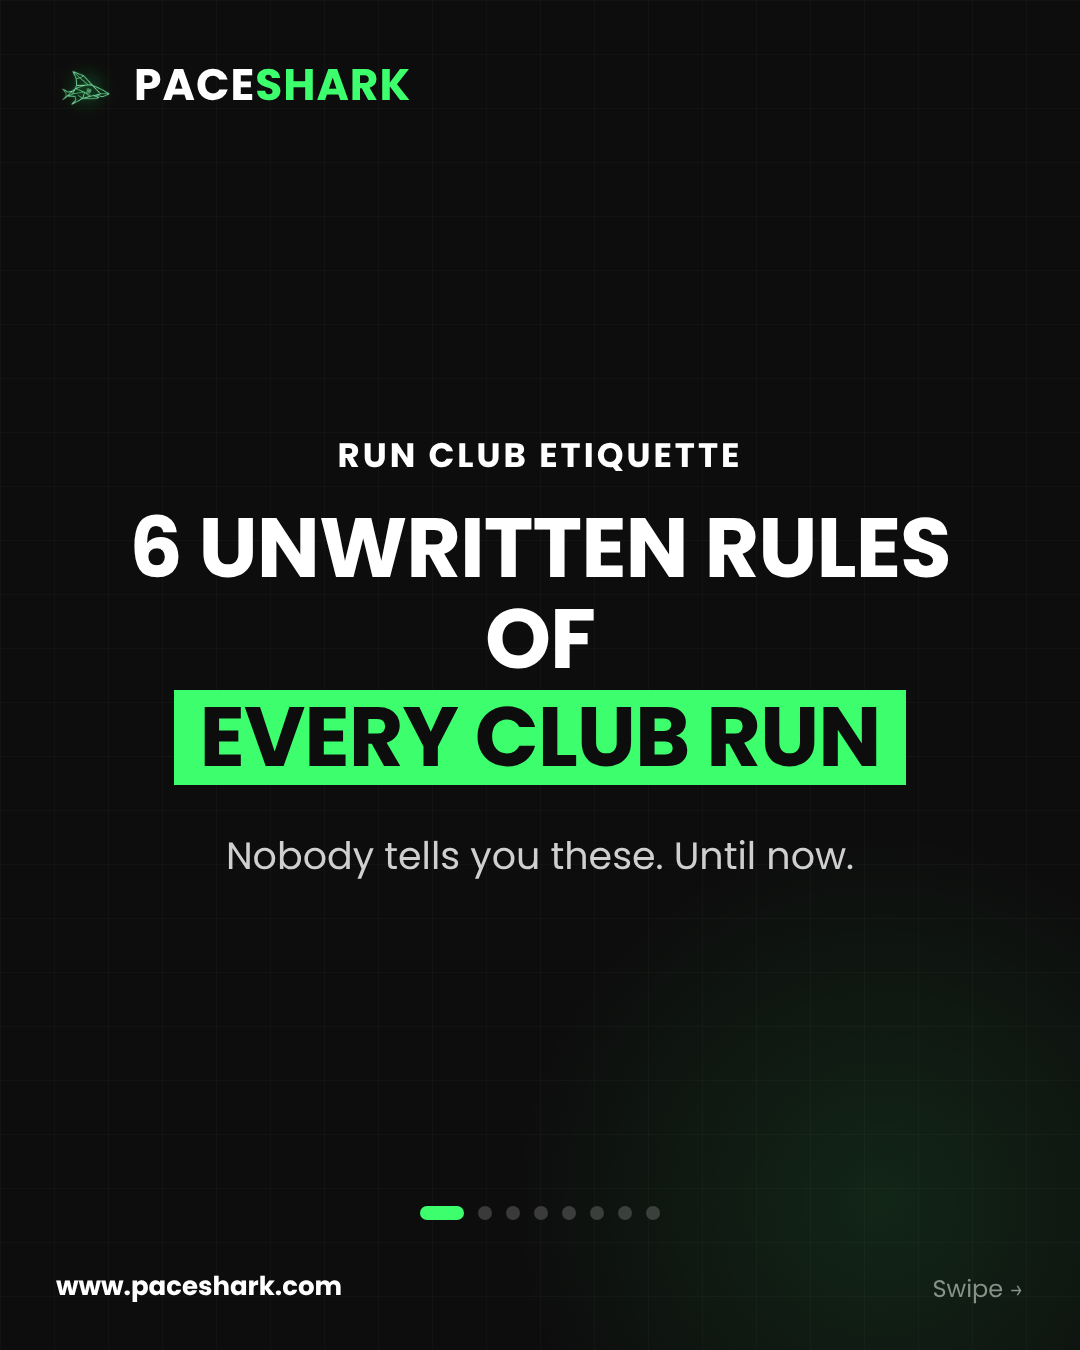 PACESHARK
RUN CLUB ETIQUETTE
6 UNWRITTEN RULES
OF
EVERY CLUB RUN
Nobody tells you these. Until now.
www.paceshark.com
Swipe →